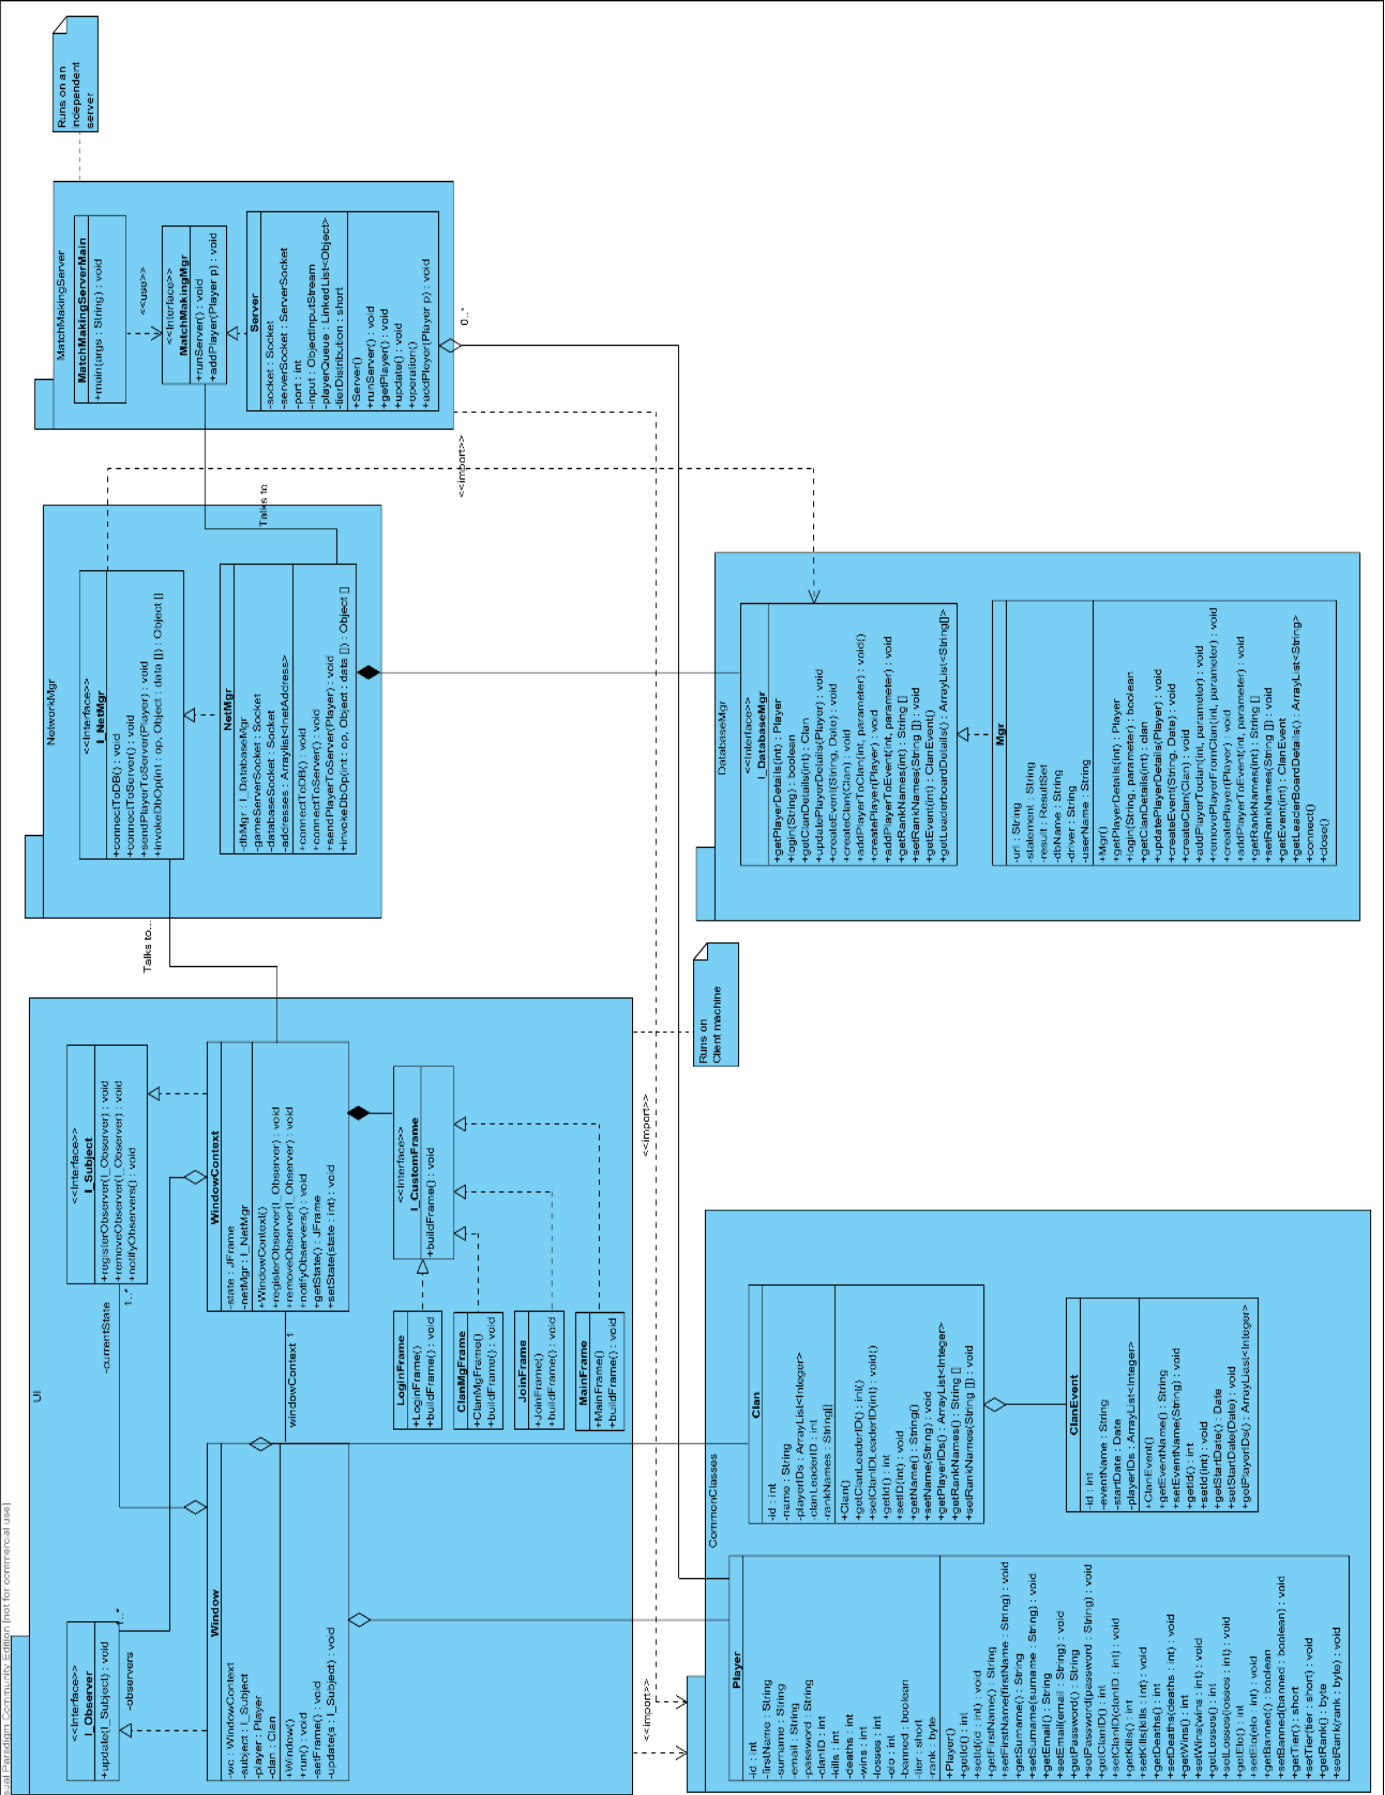 Visual Paradigm Community Edition [not for commercial use]
UI
<<Interface>>
I_Observer
+update(I_Subject) : void
-observers
1..*
<<Interface>>
I_Subject
+registerObserver(I_Observer) : void
+removeObserver(I_Observer) : void
+notifyObservers() : void
-currentState
1..*
Window
-wc : WindowContext
-subject : I_Subject
-player : Player
-clan : Clan
+Window()
+run() : void
-setFrame() : void
-update(s : I_Subject) : void
windowContext 1
WindowContext
-state : JFrame
-netMgr : I_NetMgr
+WindowContext()
+registerObserver(I_Observer) : void
+removeObserver(I_Observer) : void
+notifyObservers() : void
+getState() : JFrame
+setState(state : int) : void
<<Interface>>
I_CustomFrame
+buildFrame() : void
LoginFrame
+LoginFrame()
+buildFrame() : void
ClanMgFrame
+ClanMgFrame()
+buildFrame() : void
JoinFrame
+JoinFrame()
+buildFrame() : void
MainFrame
+MainFrame()
+buildFrame() : void
Talks to...
NetworkMgr
<<Interface>>
I_NetMgr
+connectToDB() : void
+connectToServer() : void
+sendPlayerToServer(Player) : void
+invokeDbOp(int : op, Object : data []) : Object []
NetMgr
-dbMgr : I_DatabaseMgr
-gameServerSocket : Socket
-databaseSocket : Socket
-addresses : Arraylist<InetAddress>
+connectToDB() : void
+connectToServer() : void
+sendPlayerToServer(Player) : void
+invokeDbOp(int : op, Object : data []) : Object []
Talks to
MatchMakingServer
MatchMakingServerMain
+main(args : String) : void
<<use>>
<<Interface>>
MatchMakingMgr
+runServer() : void
+addPlayer(Player p) : void
Server
-socket : Socket
-serverSocket : ServerSocket
-port : int
-input : ObjectInputStream
-playerQueue : LinkedList<Object>
-tierDistribution : short
+Server()
+runServer() : void
+getPlayer() : void
+update() : void
+operation()
+addPleyer(Player p) : void
0..*
Runs on an
independent
server
<<import>>
<<import>>
<<import>>
Runs on
Client machine
DatabaseMgr
<<Interface>>
I_DatabaseMgr
+getPlayerDetails(int) : Player
+login(String) : boolean
+getClanDetails(int) : Clan
+updatePlayerDetails(Player) : void
+createEvent(String, Date) : void
+createClan(Clan) : void
+addPlayerToClan(int, parameter) : void()
+createPlayer(Player) : void
+addPlayerToEvent(int, parameter) : void
+getRankNames(int) : String []
+setRankNames(String []) : void
+getEvent(int) : ClanEvent()
+getLeaderboardDetails() : ArrayList<String[]>
Mgr
-url : String
-statement : String
-result : ResultSet
-dbName : String
-driver : String
-userName : String
+Mgr()
+getPlayerDetails(int) : Player
+login(String, parameter) : boolean
+getClanDetails(int) : clan
+updatePlayerDetails(Player) : void
+createEvent(String, Date) : void
+createClan(Clan) : void
+addPlayerToclan(int, parameter) : void
+removePlayerFromClan(int, parameter) : void
+createPlayer(Player) : void
+addPlayerToEvent(int, parameter) : void
+getRankNames(int) : String []
+setRankNames(String []) : void
+getEvent(int) : ClanEvent
+getLeaderBoardDetails() : ArrayList<String>
+connect()
+close()
CommonClasses
Player
-id : int
-firstName : String
-surname : String
-email : String
-password : String
-clanID : int
-kills : int
-deaths : int
-wins : int
-losses : int
-elo : int
-banned : boolean
-tier : short
-rank : byte
+Player()
+getId() : int
+setId(id : int) : void
+getFirstName() : String
+setFirstName(firstName : String) : void
+getSurname() : String
+setSurname(surname : String) : void
+getEmail() : String
+setEmail(email : String) : void
+getPassword() : String
+setPassword(password : String) : void
+getClanID() : int
+setClanID(clanID : int) : void
+getKills() : int
+setKills(kills : int) : void
+getDeaths() : int
+setDeaths(deaths : int) : void
+getWins() : int
+setWins(wins : int) : void
+getLosses() : int
+setLosses(losses : int) : void
+getElo() : int
+setElo(elo : int) : void
+getBanned() : boolean
+setBanned(banned : boolean) : void
+getTier() : short
+setTier(tier : short) : void
+getRank() : byte
+setRank(rank : byte) : void
Clan
-id : int
-name : String
-playerIDs : ArrayList<Integer>
-clanLeaderID : int
-rankNames : String[]
+Clan()
+getClanLeaderID() : int()
+setClanIDLeaderID(int) : void()
+getId() : int
+setID(int) : void
+getName() : String()
+setName(String) : void
+getPlayerIDs() : ArrayList<Integer>
+getRankNames() : String []
+setRankNames(String []) : void
ClanEvent
-id : int
-eventName : String
-startDate : Date
-playerIDs : ArrayList<Integer>
+ClanEvent()
+getEventName() : String
+setEventName(String) : void
+getId() : int
+setId(int) : void
+getStartDate() : Date
+setStartDate(Date) : void
+getPlayerIDs() : ArrayLiast<Integer>